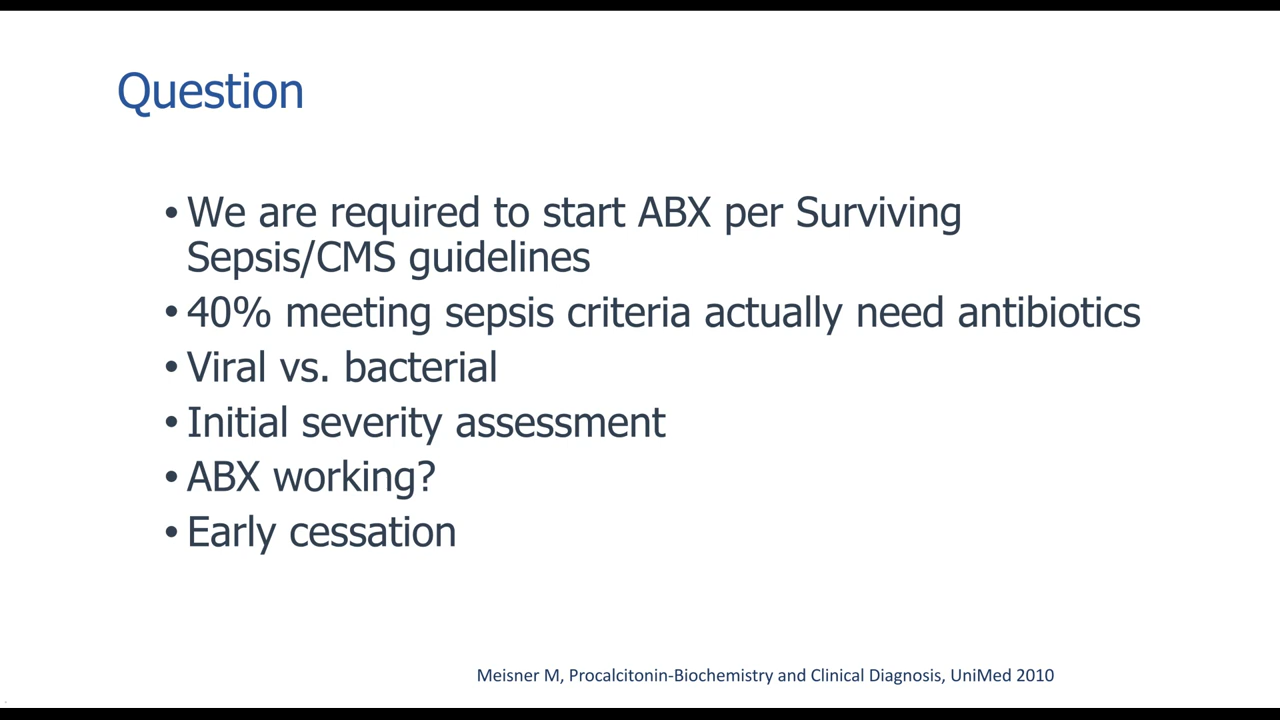 Question
• We are required to start ABX per Surviving
Sepsis/CMS guidelines
• 40% meeting sepsis criteria actually need antibiotics
• Viral vs. bacterial
• Initial severity assessment
• ABX working?
• Early cessation
Meisner M, Procalcitonin-Biochemistry and Clinical Diagnosis, UniMed 2010